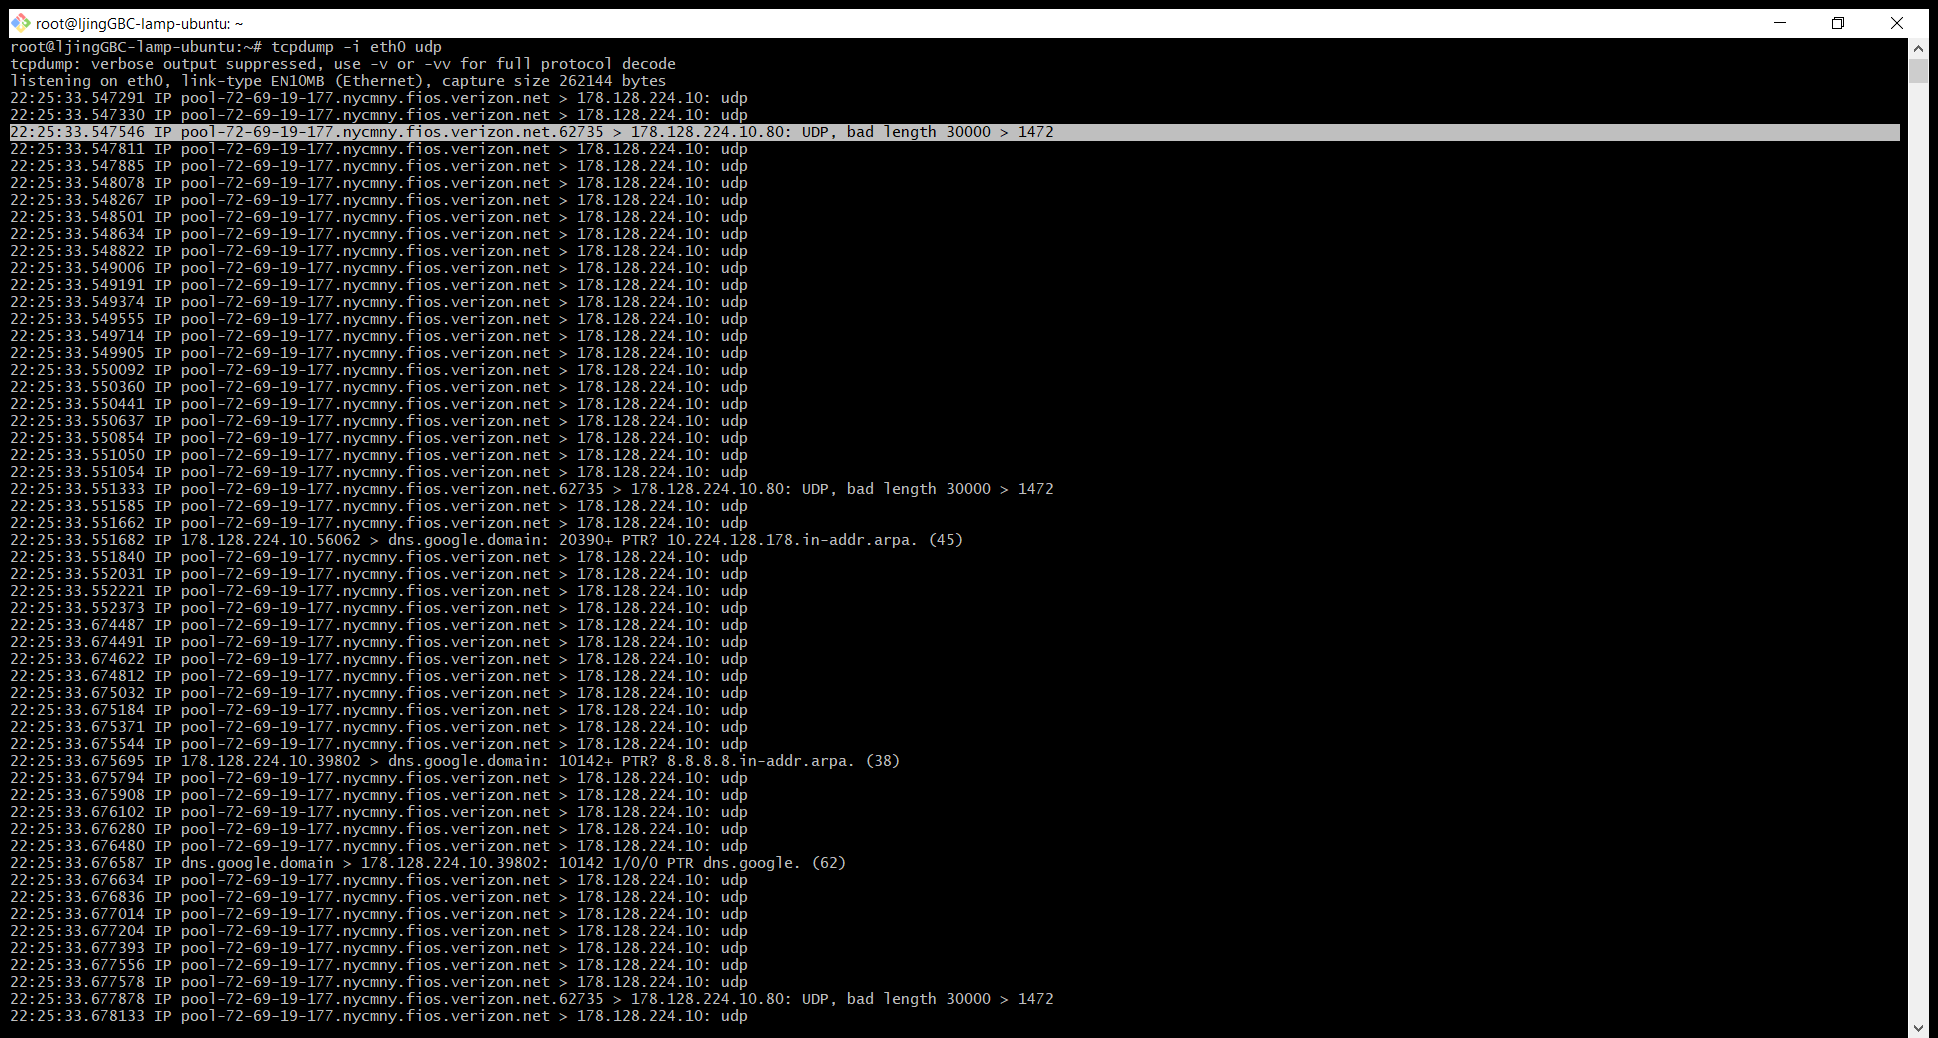 root@ljingGBC-lamp-ubuntu: ~
root@ljingGBC-lamp-ubuntu:~# tcpdump -i eth0 udp
tcpdump: verbose output suppressed, use -v or -vv for full protocol decode
listening on eth0, link-type EN10MB (Ethernet), capture size 262144 bytes
22:25:33.547291 IP pool-72-69-19-177.nycmny.fios.verizon.net > 178.128.224.10: udp
22:25:33.547330 IP pool-72-69-19-177.nycmny.fios.verizon.net > 178.128.224.10: udp
22:25:33.547546 IP pool-72-69-19-177.nycmny.fios.verizon.net.62735 > 178.128.224.10.80: UDP, bad length 30000 > 1472
22:25:33.547811 IP pool-72-69-19-177.nycmny.fios.verizon.net > 178.128.224.10: udp
22:25:33.547885 IP pool-72-69-19-177.nycmny.fios.verizon.net > 178.128.224.10: udp
22:25:33.548078 IP pool-72-69-19-177.nycmny.fios.verizon.net > 178.128.224.10: udp
22:25:33.548267 IP pool-72-69-19-177.nycmny.fios.verizon.net > 178.128.224.10: udp
22:25:33.548501 IP pool-72-69-19-177.nycmny.fios.verizon.net > 178.128.224.10: udp
22:25:33.548634 IP pool-72-69-19-177.nycmny.fios.verizon.net > 178.128.224.10: udp
22:25:33.548822 IP pool-72-69-19-177.nycmny.fios.verizon.net > 178.128.224.10: udp
22:25:33.549006 IP pool-72-69-19-177.nycmny.fios.verizon.net > 178.128.224.10: udp
22:25:33.549191 IP pool-72-69-19-177.nycmny.fios.verizon.net > 178.128.224.10: udp
22:25:33.549374 IP pool-72-69-19-177.nycmny.fios.verizon.net > 178.128.224.10: udp
22:25:33.549555 IP pool-72-69-19-177.nycmny.fios.verizon.net > 178.128.224.10: udp
22:25:33.549714 IP pool-72-69-19-177.nycmny.fios.verizon.net > 178.128.224.10: udp
22:25:33.549905 IP pool-72-69-19-177.nycmny.fios.verizon.net > 178.128.224.10: udp
22:25:33.550092 IP pool-72-69-19-177.nycmny.fios.verizon.net > 178.128.224.10: udp
22:25:33.550360 IP pool-72-69-19-177.nycmny.fios.verizon.net > 178.128.224.10: udp
22:25:33.550441 IP pool-72-69-19-177.nycmny.fios.verizon.net > 178.128.224.10: udp
22:25:33.550637 IP pool-72-69-19-177.nycmny.fios.verizon.net > 178.128.224.10: udp
22:25:33.550854 IP pool-72-69-19-177.nycmny.fios.verizon.net > 178.128.224.10: udp
22:25:33.551050 IP pool-72-69-19-177.nycmny.fios.verizon.net > 178.128.224.10: udp
22:25:33.551054 IP pool-72-69-19-177.nycmny.fios.verizon.net > 178.128.224.10: udp
22:25:33.551333 IP pool-72-69-19-177.nycmny.fios.verizon.net.62735 > 178.128.224.10.80: UDP, bad length 30000 > 1472
22:25:33.551585 IP pool-72-69-19-177.nycmny.fios.verizon.net > 178.128.224.10: udp
22:25:33.551662 IP pool-72-69-19-177.nycmny.fios.verizon.net > 178.128.224.10: udp
22:25:33.551682 IP 178.128.224.10.56062 > dns.google.domain: 20390+ PTR? 10.224.128.178.in-addr.arpa. (45)
22:25:33.551840 IP pool-72-69-19-177.nycmny.fios.verizon.net > 178.128.224.10: udp
22:25:33.552031 IP pool-72-69-19-177.nycmny.fios.verizon.net > 178.128.224.10: udp
22:25:33.552221 IP pool-72-69-19-177.nycmny.fios.verizon.net > 178.128.224.10: udp
22:25:33.552373 IP pool-72-69-19-177.nycmny.fios.verizon.net > 178.128.224.10: udp
22:25:33.674487 IP pool-72-69-19-177.nycmny.fios.verizon.net > 178.128.224.10: udp
22:25:33.674491 IP pool-72-69-19-177.nycmny.fios.verizon.net > 178.128.224.10: udp
22:25:33.674622 IP pool-72-69-19-177.nycmny.fios.verizon.net > 178.128.224.10: udp
22:25:33.674812 IP pool-72-69-19-177.nycmny.fios.verizon.net > 178.128.224.10: udp
22:25:33.675032 IP pool-72-69-19-177.nycmny.fios.verizon.net > 178.128.224.10: udp
22:25:33.675184 IP pool-72-69-19-177.nycmny.fios.verizon.net > 178.128.224.10: udp
22:25:33.675371 IP pool-72-69-19-177.nycmny.fios.verizon.net > 178.128.224.10: udp
22:25:33.675544 IP pool-72-69-19-177.nycmny.fios.verizon.net > 178.128.224.10: udp
22:25:33.675695 IP 178.128.224.10.39802 > dns.google.domain: 10142+ PTR? 8.8.8.8.in-addr.arpa. (38)
22:25:33.675794 IP pool-72-69-19-177.nycmny.fios.verizon.net > 178.128.224.10: udp
22:25:33.675908 IP pool-72-69-19-177.nycmny.fios.verizon.net > 178.128.224.10: udp
22:25:33.676102 IP pool-72-69-19-177.nycmny.fios.verizon.net > 178.128.224.10: udp
22:25:33.676280 IP pool-72-69-19-177.nycmny.fios.verizon.net > 178.128.224.10: udp
22:25:33.676480 IP pool-72-69-19-177.nycmny.fios.verizon.net > 178.128.224.10: udp
22:25:33.676587 IP dns.google.domain > 178.128.224.10.39802: 10142 1/0/0 PTR dns.google. (62)
22:25:33.676634 IP pool-72-69-19-177.nycmny.fios.verizon.net > 178.128.224.10: udp
22:25:33.676836 IP pool-72-69-19-177.nycmny.fios.verizon.net > 178.128.224.10: udp
22:25:33.677014 IP pool-72-69-19-177.nycmny.fios.verizon.net > 178.128.224.10: udp
22:25:33.677204 IP pool-72-69-19-177.nycmny.fios.verizon.net > 178.128.224.10: udp
22:25:33.677393 IP pool-72-69-19-177.nycmny.fios.verizon.net > 178.128.224.10: udp
22:25:33.677556 IP pool-72-69-19-177.nycmny.fios.verizon.net > 178.128.224.10: udp
22:25:33.677578 IP pool-72-69-19-177.nycmny.fios.verizon.net > 178.128.224.10: udp
22:25:33.677878 IP pool-72-69-19-177.nycmny.fios.verizon.net.62735 > 178.128.224.10.80: UDP, bad length 30000 > 1472
22:25:33.678133 IP pool-72-69-19-177.nycmny.fios.verizon.net > 178.128.224.10: udp